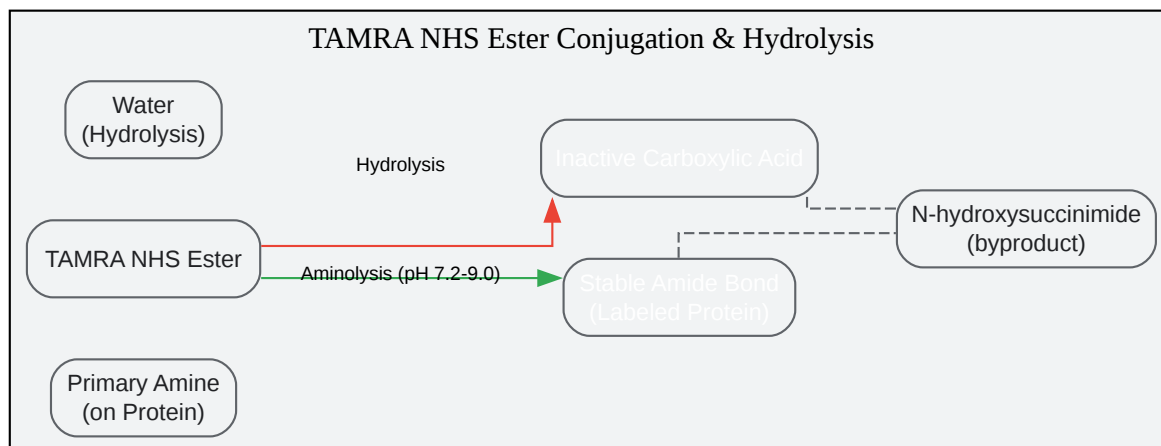 TAMRA NHS Ester Conjugation & Hydrolysis
Water
(Hydrolysis)
Hydrolysis
Inactive Carboxylic Acid
TAMRA NHS Ester
N-hydroxysuccinimide
(byproduct)
Aminolysis (pH 7.2-9.0)
Stable Amide Bond
(Labeled Protein)
Primary Amine
(on Protein)